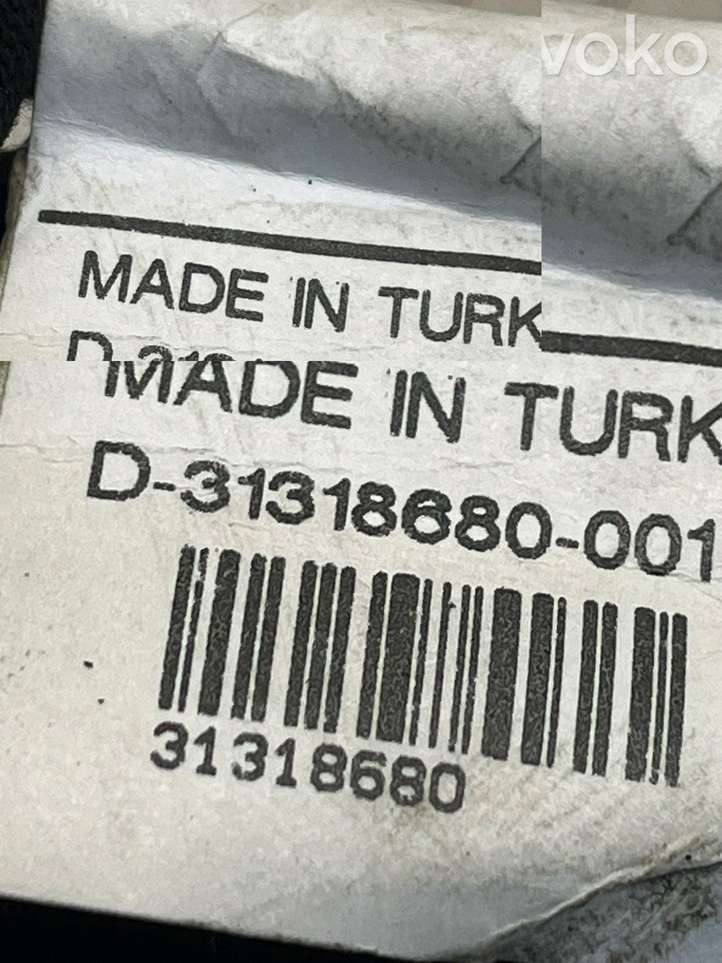 voko
MADE IN TURK
MADE IN TURK
D-31318680-001
31318680